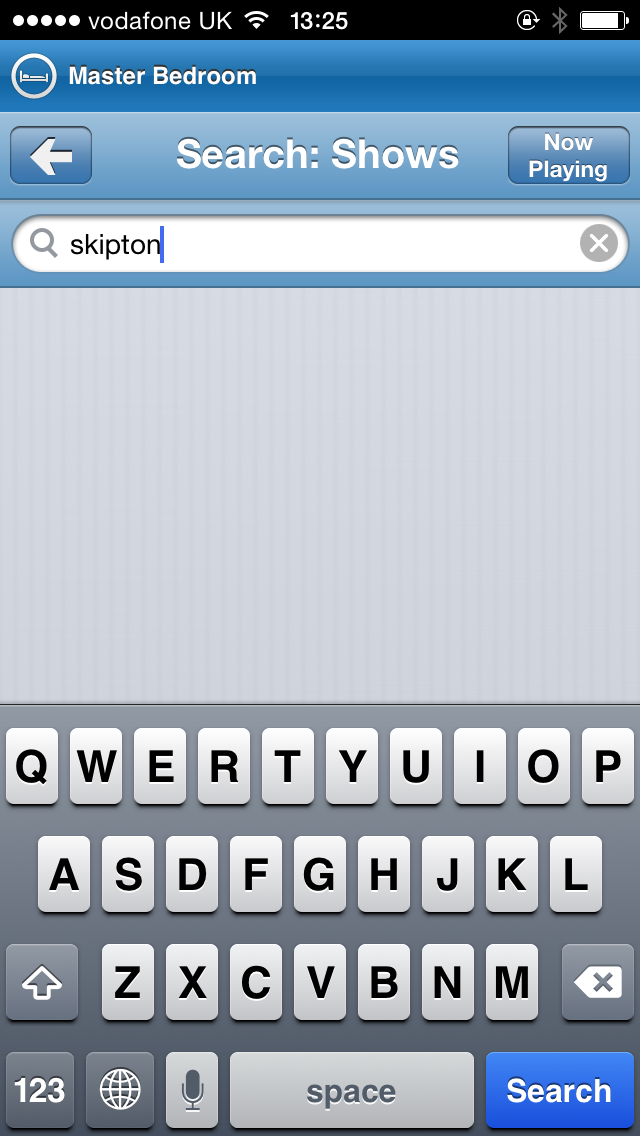 vodafone UK 13:25
Master Bedroom
Search: Shows
Now
Playing
skipton
Q W E R T Y U I O P
A S D F G H J K L
Z X C V B N M
123 space Search